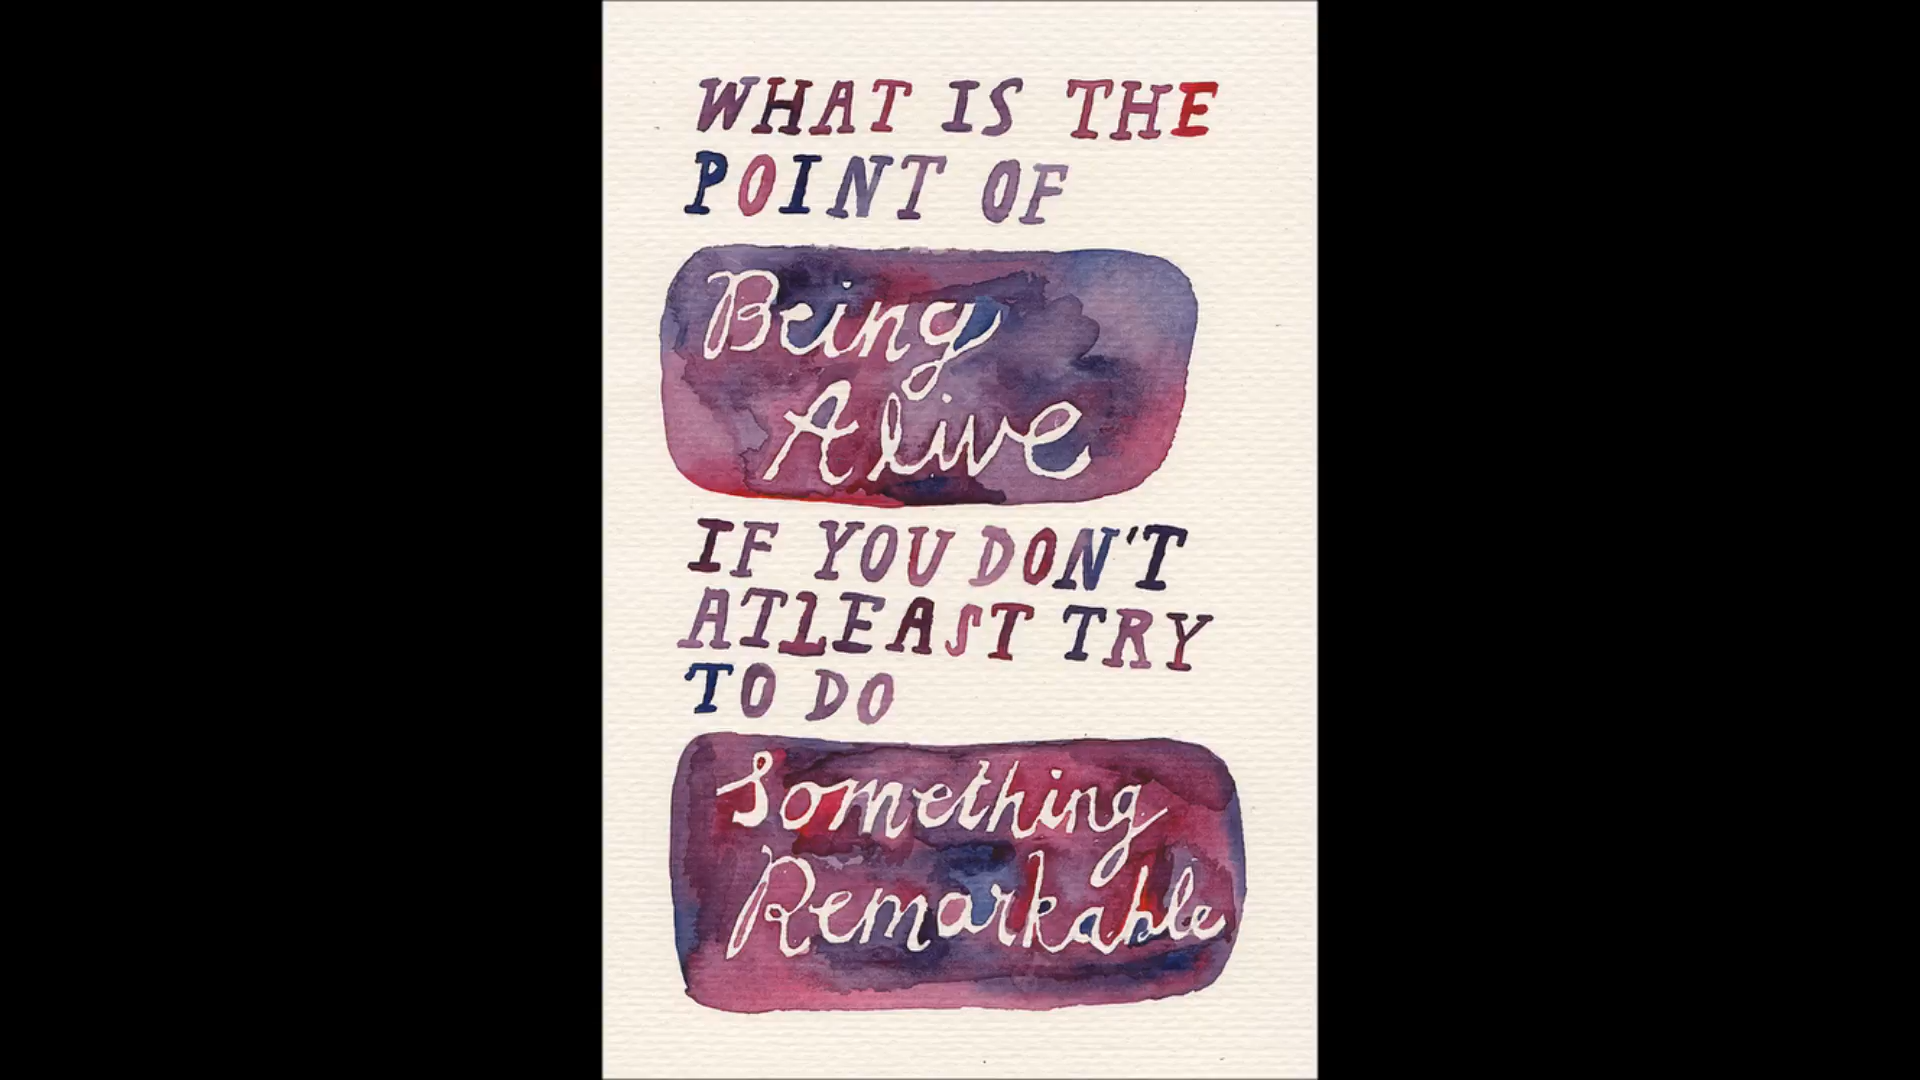 WHAT IS THE
POINT OF
Being
Alive
IF YOU DON'T
ATLEAST TRY
TO DO
Something
Remarkable